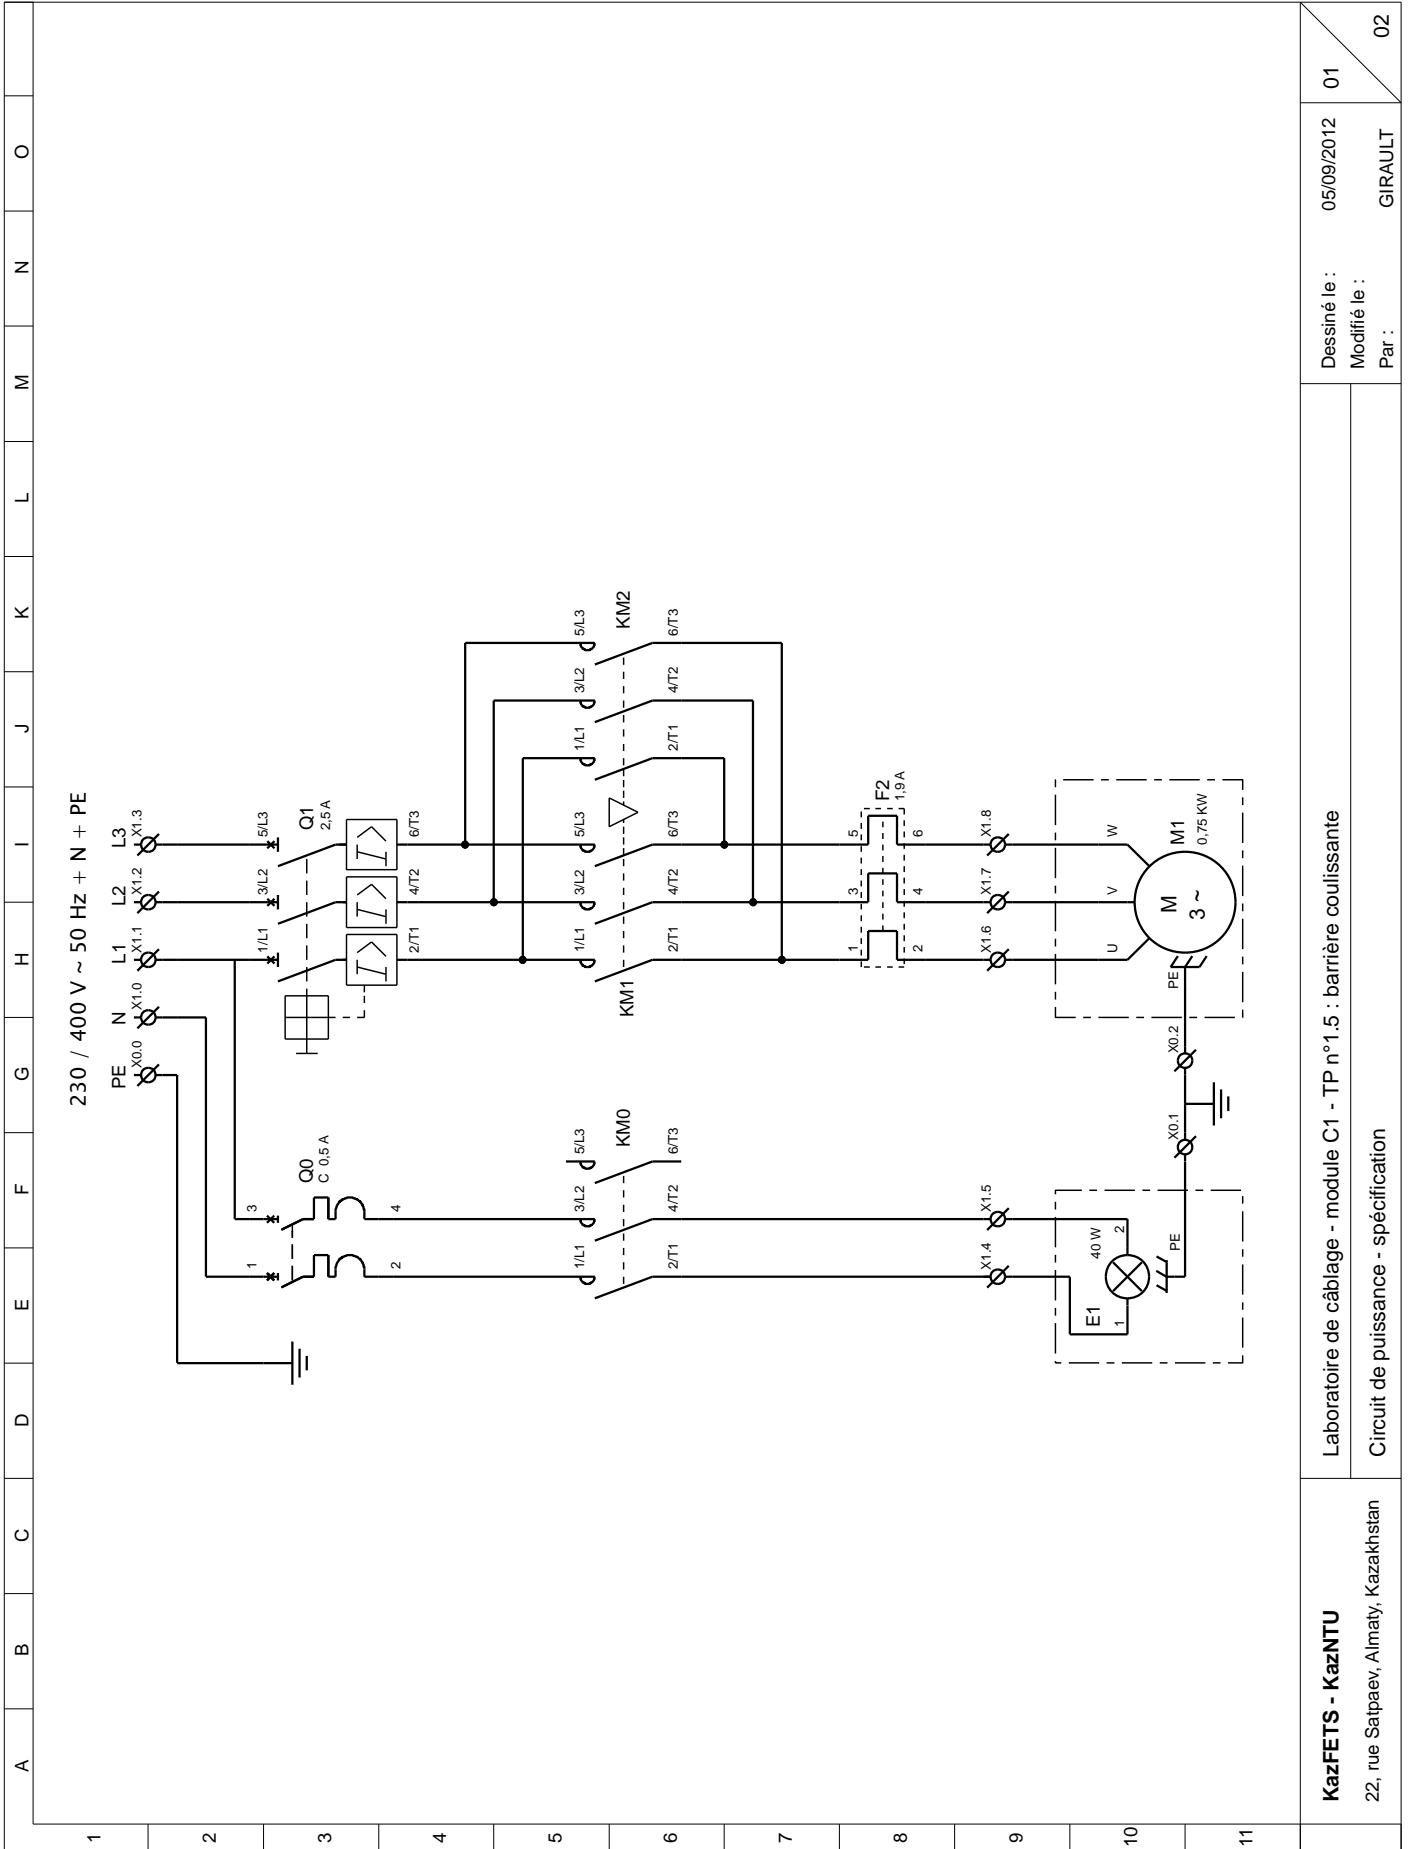 A B C D E F G H I J K L M N O
1
2
3
4
5
6
7
8
9
10
11
230 / 400 V ~ 50 Hz + N + PE
PE N L1 L2 L3
X0.0 X1.0 X1.1 X1.2 X1.3
1 3 1/L1 3/L2 5/L3
Q0
C 0,5 A
Q1
2,5 A
I> I> I>
2 4 2/T1 4/T2 6/T3
1/L1 3/L2 5/L3 1/L1 3/L2 5/L3 1/L1 3/L2 5/L3
KM0 KM1 KM2
2/T1 4/T2 6/T3 2/T1 4/T2 6/T3 2/T1 4/T2 6/T3
1 3 5
F2
1,9 A
2 4 6
X1.4 X1.5 X1.6 X1.7 X1.8
E1
40 W
1 2
PE
X0.1 X0.2
PE
U V W
M
3 ~
M1
0,75 KW
KazFETS - KazNTU
22, rue Satpaev, Almaty, Kazakhstan
Laboratoire de câblage - module C1 - TP n°1.5 : barrière coulissante
Circuit de puissance - spécification
Dessiné le : 05/09/2012
Modifié le :
Par : GIRAULT
01
02